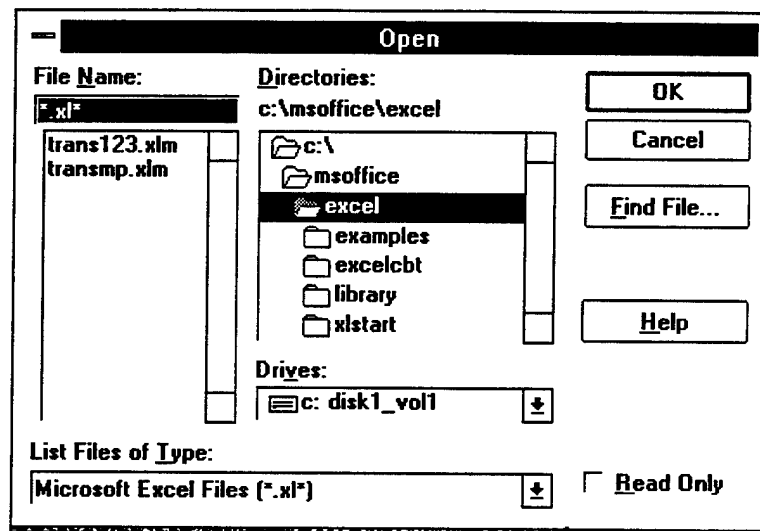 Open
File Name:
*.xl*
trans123.xlm
transmp.xlm
Directories:
c:\msoffice\excel
c:\
msoffice
excel
examples
excelcbt
library
xlstart
Drives:
c: disk1_vol1
List Files of Type:
Microsoft Excel Files (*.xl*)
OK
Cancel
Find File...
Help
Read Only